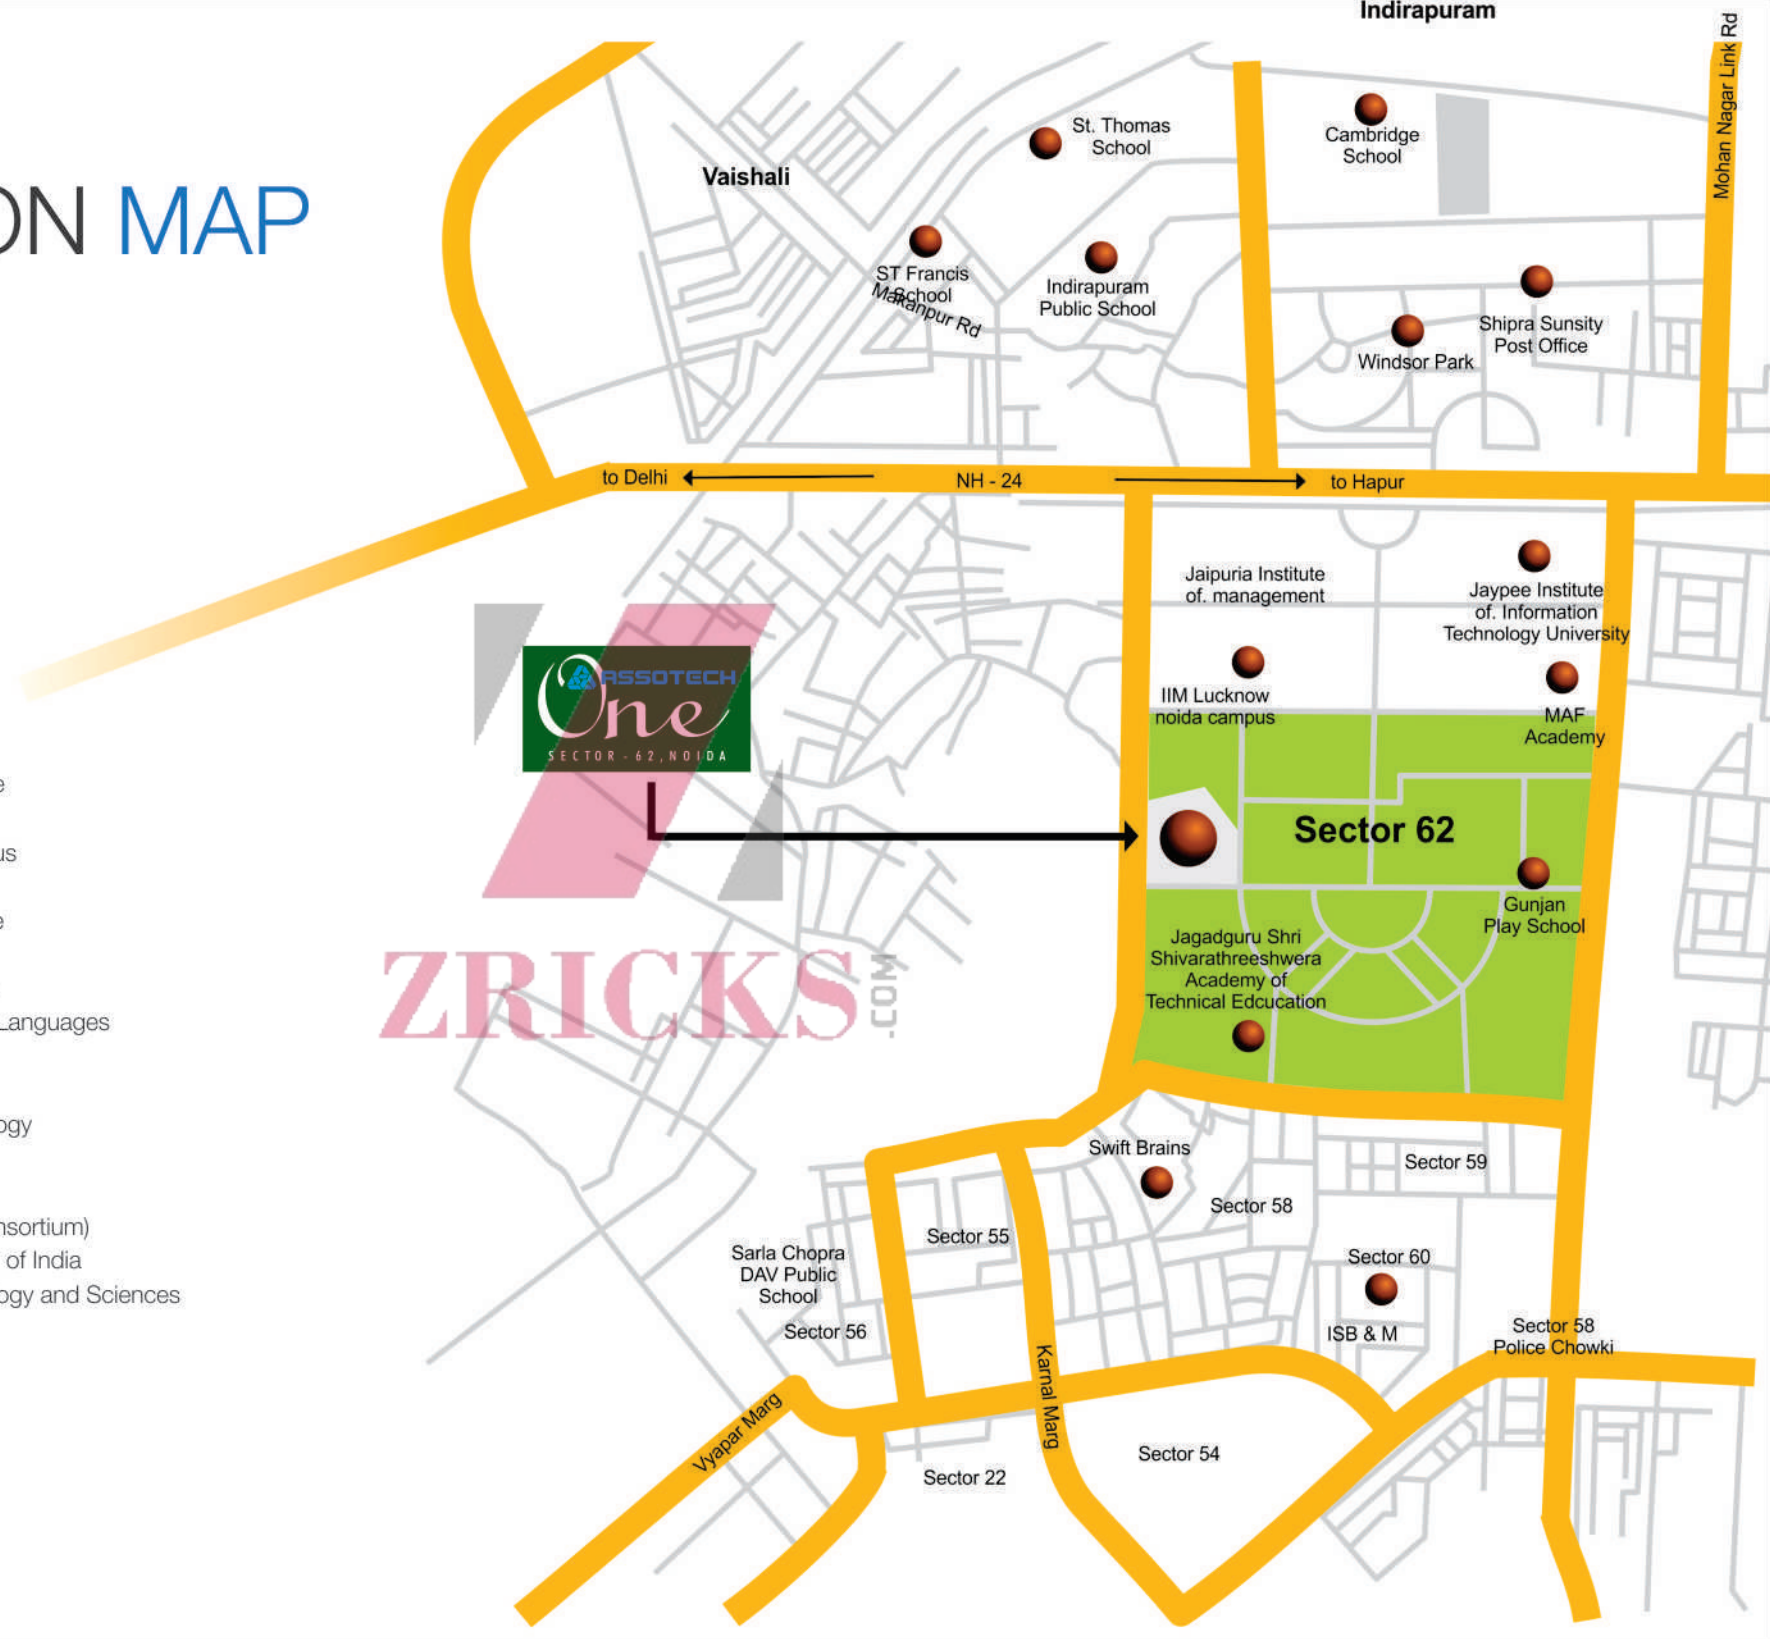 Indirapuram
Mohan Nagar Link Rd
St. Thomas
School
Cambridge
School
Vaishali
ON MAP
ST Francis
School
Makanpur Rd
Indirapuram
Public School
Shipra Sunsity
Post Office
Windsor Park
to Delhi
NH - 24
to Hapur
Jaipuria Institute
of. management
Jaypee Institute
of. Information
Technology University
IIM Lucknow
noida campus
MAF
Academy
ASSOTECH
One
SECTOR - 62, NOIDA
Sector 62
Gunjan
Play School
Jagadguru Shri
Shivarathreeshwera
Academy of
Technical Edcucation
ZRICKS
.COM
e
us
e
Languages
ogy
nsortium)
of India
ogy and Sciences
Swift Brains
Sector 59
Sector 58
Sector 55
Sarla Chopra
DAV Public
School
Sector 56
Sector 60
ISB & M
Sector 58
Police Chowki
Karnal Marg
Vyapar Marg
Sector 54
Sector 22